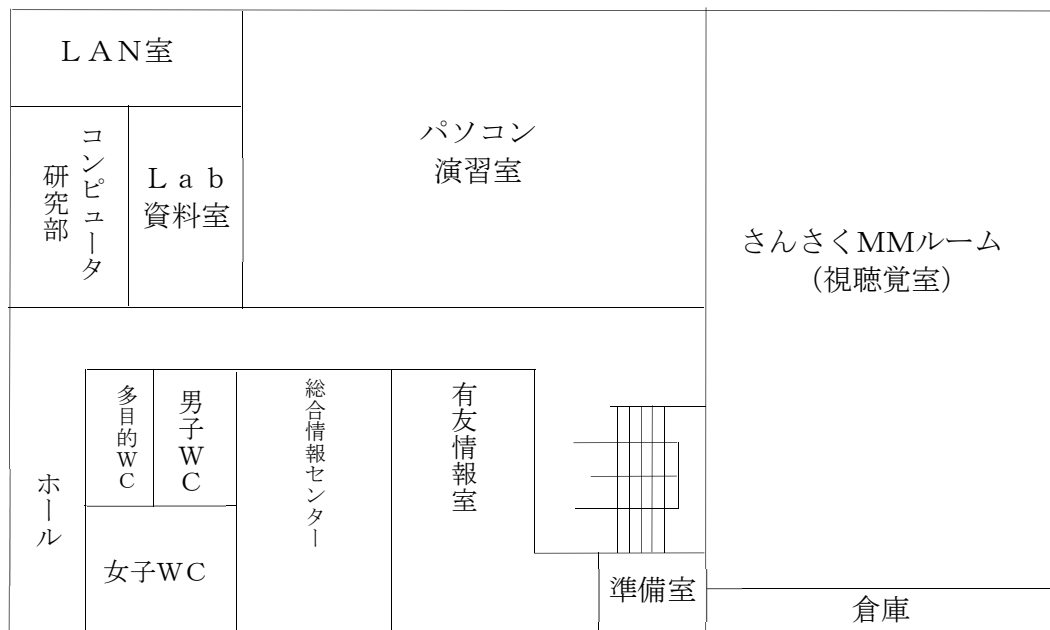 ＬＡＮ室
パソコン
演習室
コンピュータ
研究部
Ｌａｂ
資料室
さんさくMMルーム
（視聴覚室）
ホール
多目的ＷＣ
男子ＷＣ
女子ＷＣ
総合情報センター
有友情報室
準備室
倉庫